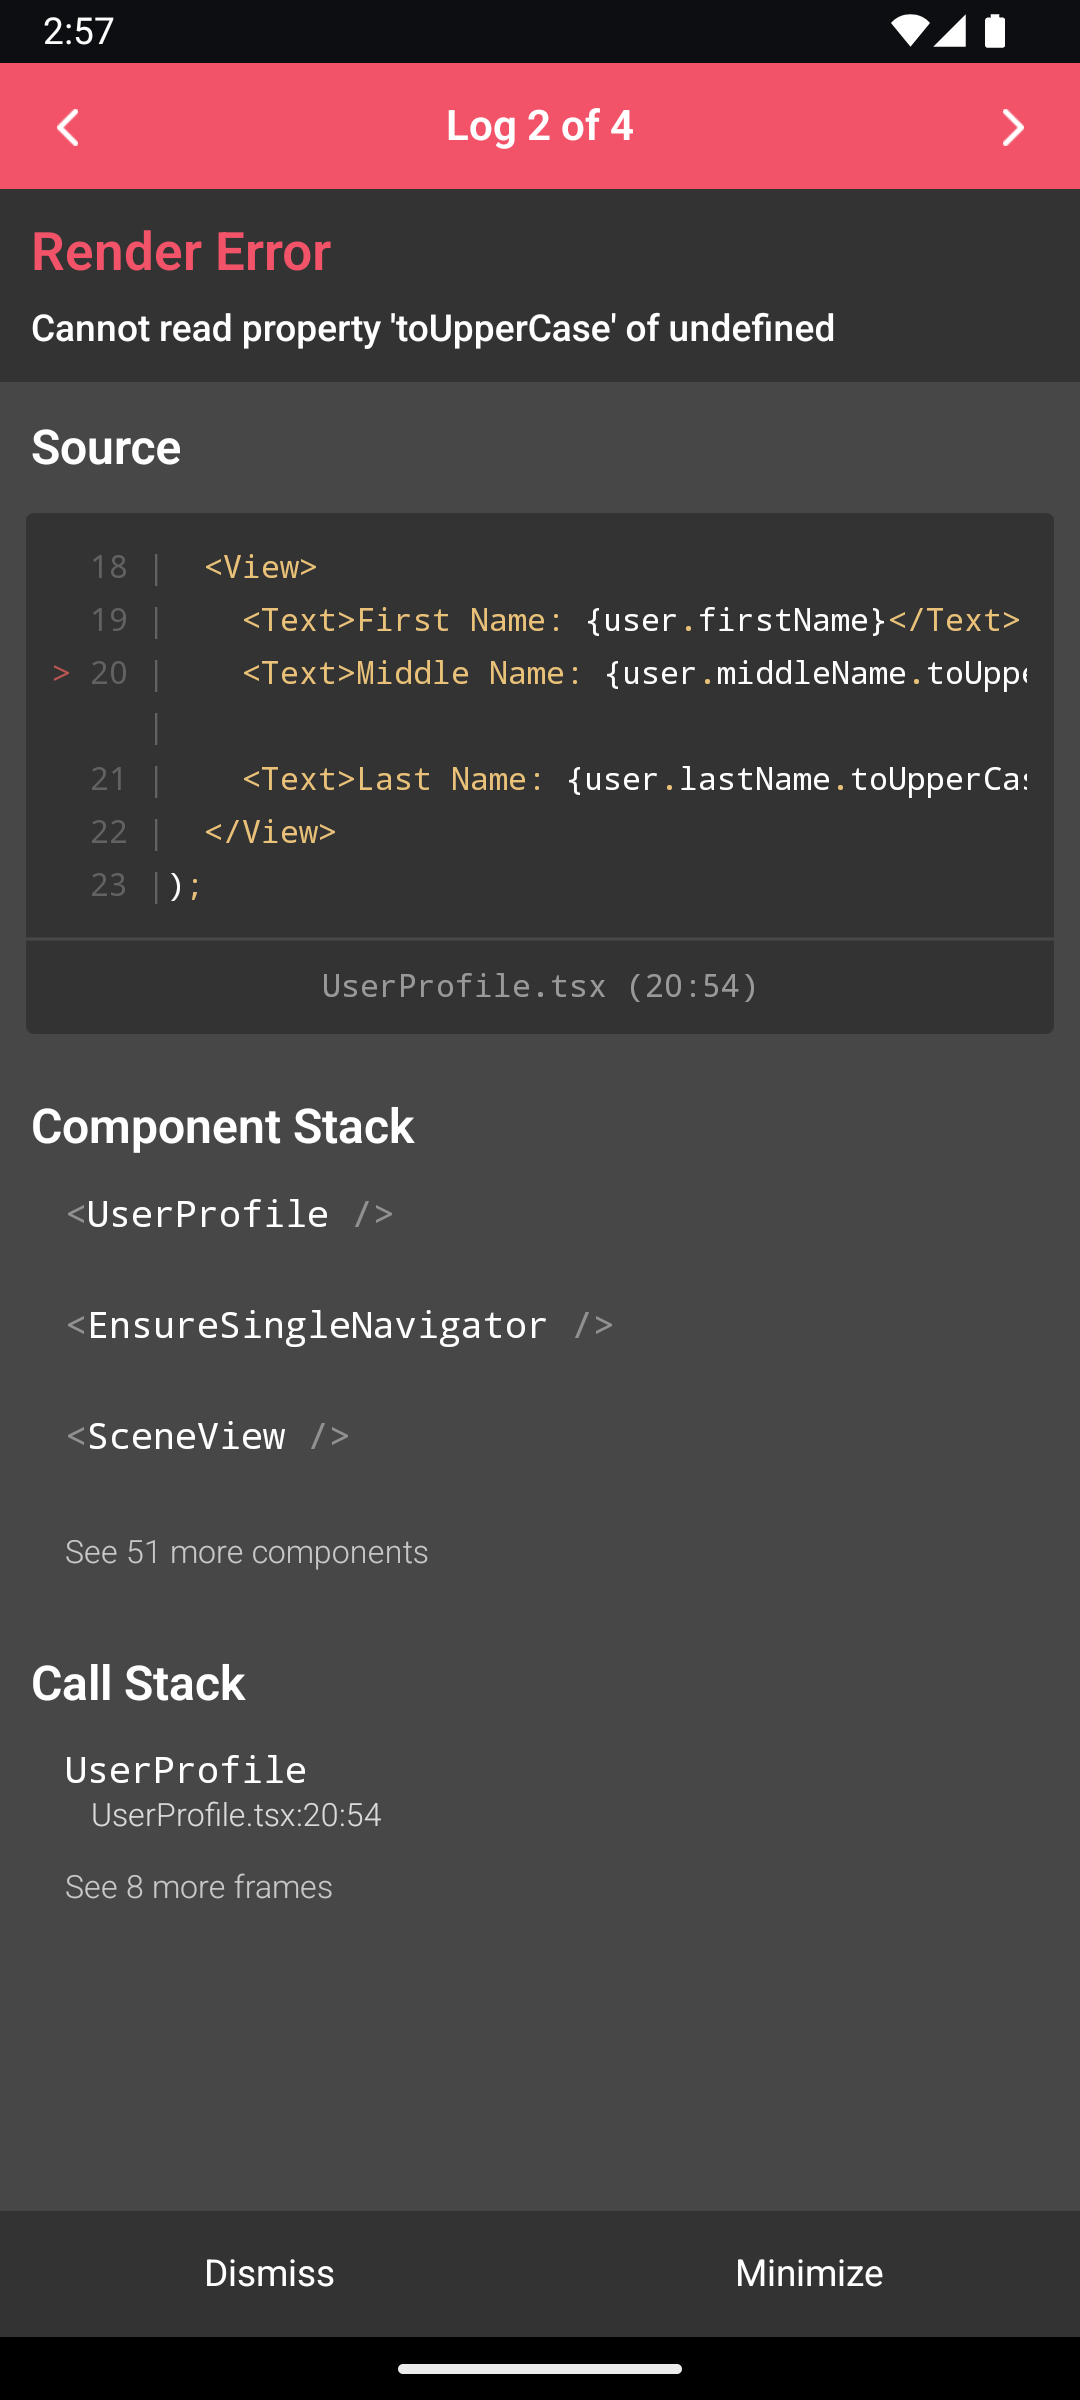 2:57
Log 2 of 4
Render Error
Cannot read property 'toUpperCase' of undefined
Source
18 |   <View>
19 |     <Text>First Name: {user.firstName}</Text>
> 20 |     <Text>Middle Name: {user.middleName.toUppe
|
21 |     <Text>Last Name: {user.lastName.toUpperCas
22 |   </View>
23 |);
UserProfile.tsx (20:54)
Component Stack
<UserProfile />
<EnsureSingleNavigator />
<SceneView />
See 51 more components
Call Stack
UserProfile
UserProfile.tsx:20:54
See 8 more frames
Dismiss
Minimize